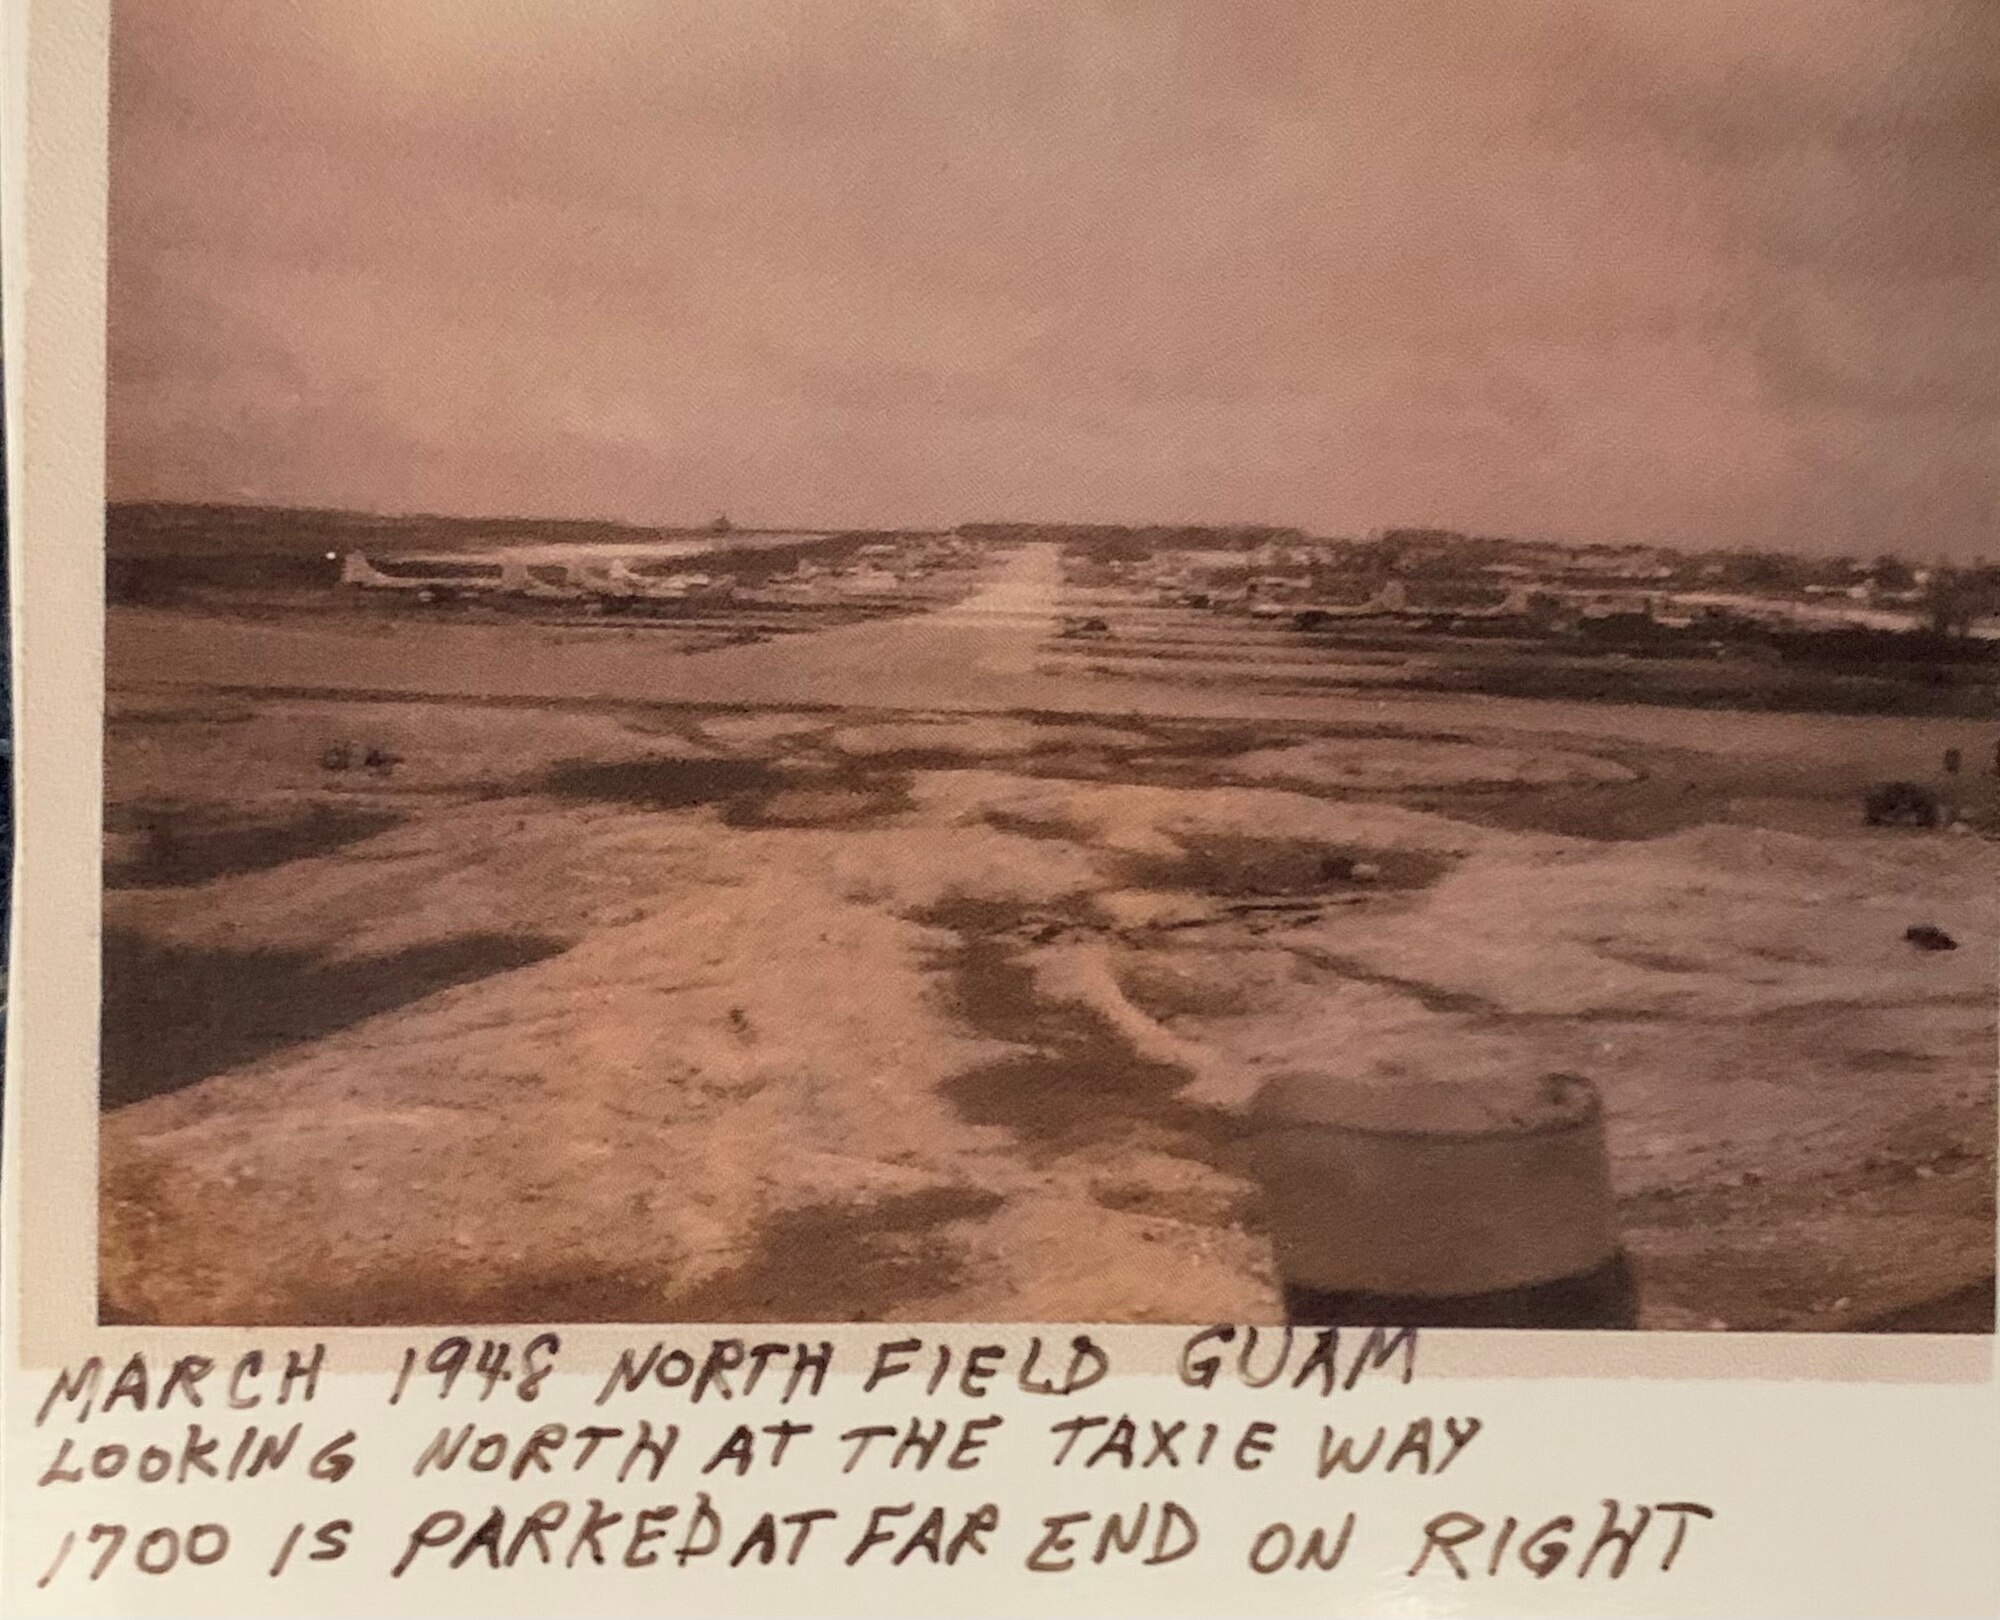 MARCH 1948 NORTH FIELD GUAM
LOOKING NORTH AT THE TAXIE WAY
1700 IS PARKED AT FAR END ON RIGHT